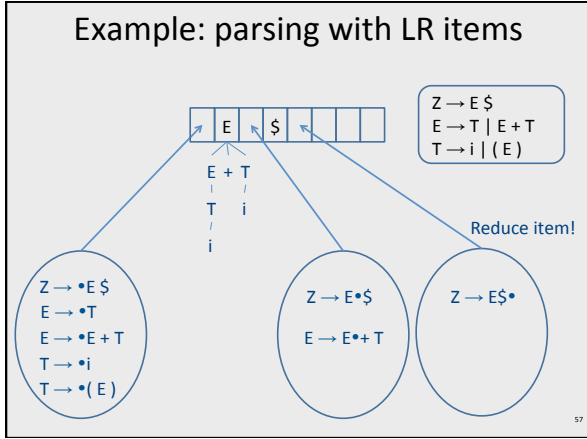 Example: parsing with LR items
Z → E $
E → T | E + T
T → i | ( E )
E $
E + T
T i
i
Reduce item!
Z → •E $
E → •T
E → •E + T
T → •i
T → •( E )
Z → E•$
E → E•+ T
Z → E$•
57